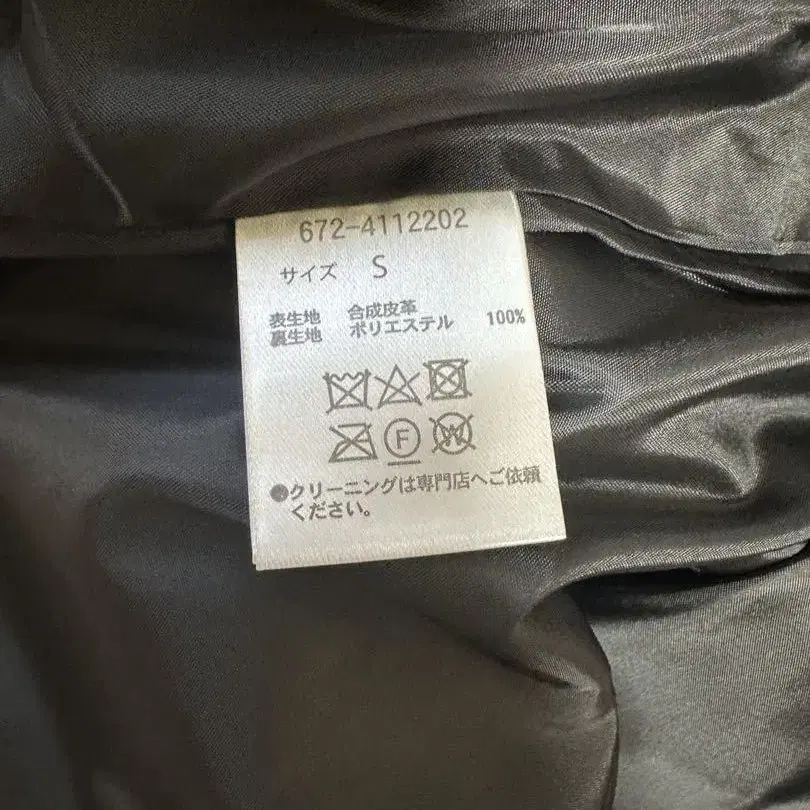 672-4112202
サイズ S
表生地 合成皮革
裏生地 ポリエステル 100%
F W
●クリーニングは専門店へご依頼
ください。